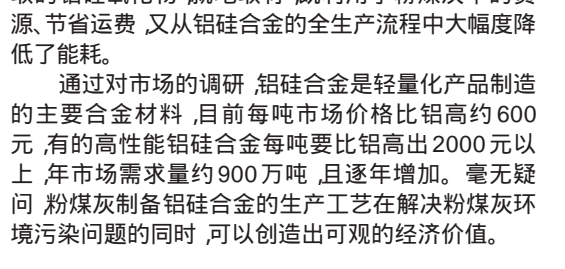 源、节省运费,又从铝硅合金的全生产流程中大幅度降
低了能耗。
通过对市场的调研,铝硅合金是轻量化产品制造
的主要合金材料,目前每吨市场价格比铝高约600
元,有的高性能铝硅合金每吨要比铝高出2000元以
上,年市场需求量约900万吨,且逐年增加。毫无疑
问,粉煤灰制备铝硅合金的生产工艺在解决粉煤灰环
境污染问题的同时,可以创造出可观的经济价值。